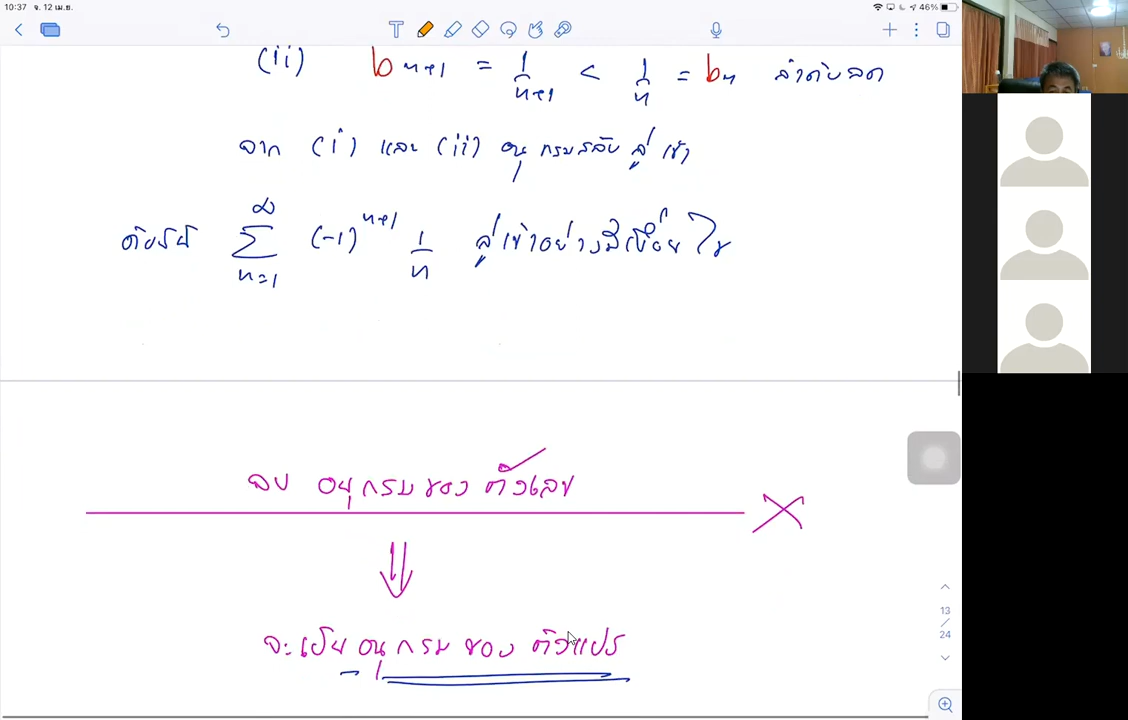 10:37 จ. 12 เม.ย.
46%
(ii) b n+1 = 1/n+1 < 1/n = bn ลำดับลด
จาก (i) และ (ii) อนุกรมสลับ ลู่เข้า
ดังนั้น ∞ Σ n=1 (-1)^n+1 1/n ลู่เข้าอย่างมีเงื่อนไข
จบ อนุกรมของ ตัวเลข
⇓
จะเป็น อนุกรม ของ ตัวแปร
13
/
24